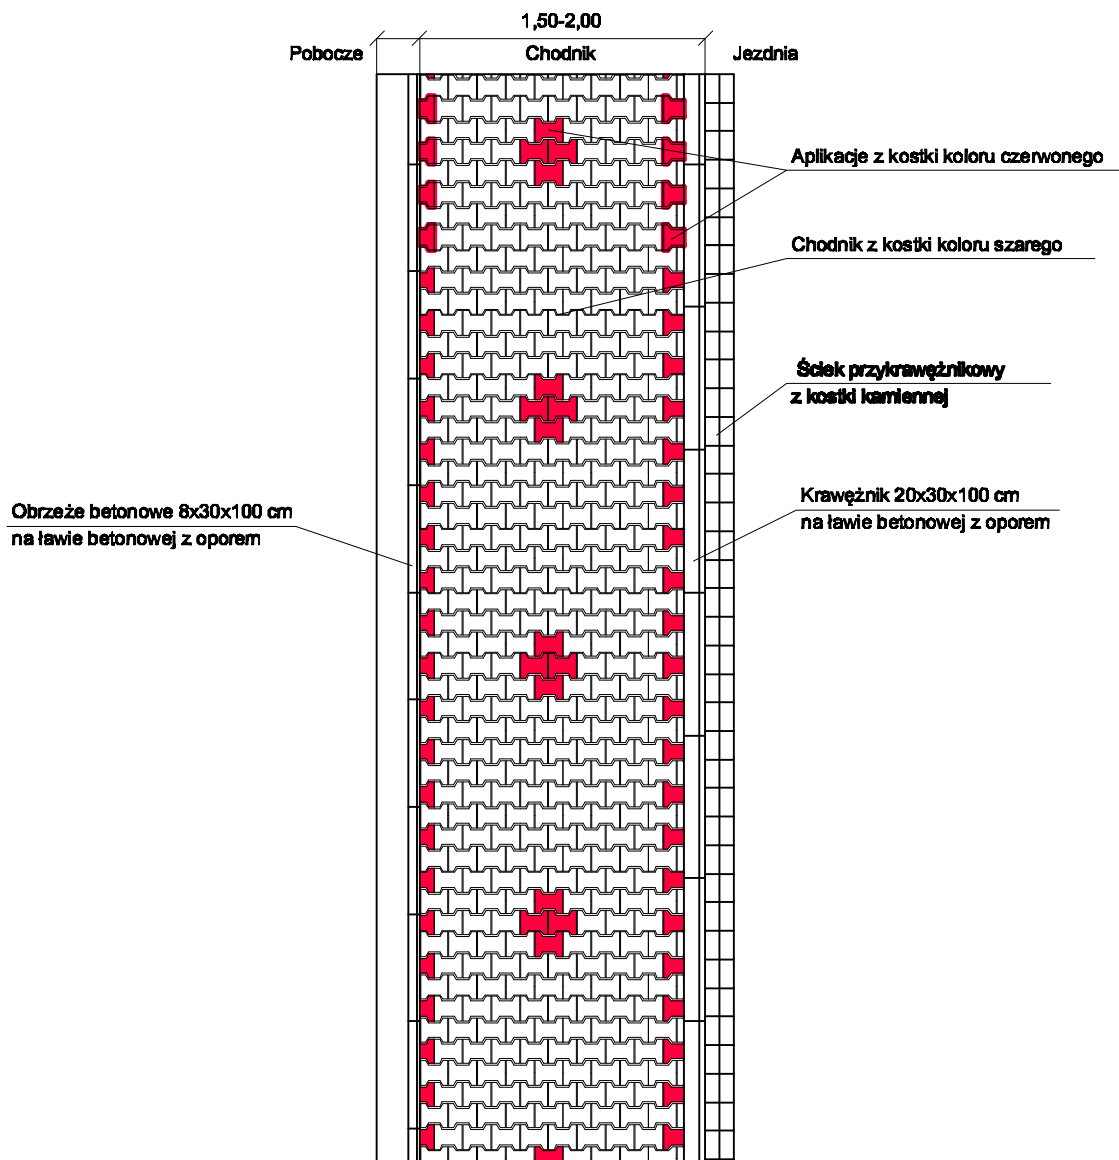 1,50-2,00
Pobocze
Chodnik
Jezdnia
Aplikacje z kostki koloru czerwonego
Chodnik z kostki koloru szarego
Ściek przykrawężnikowy
z kostki kamiennej
Krawężnik 20x30x100 cm
na ławie betonowej z oporem
Obrzeże betonowe 8x30x100 cm
na ławie betonowej z oporem